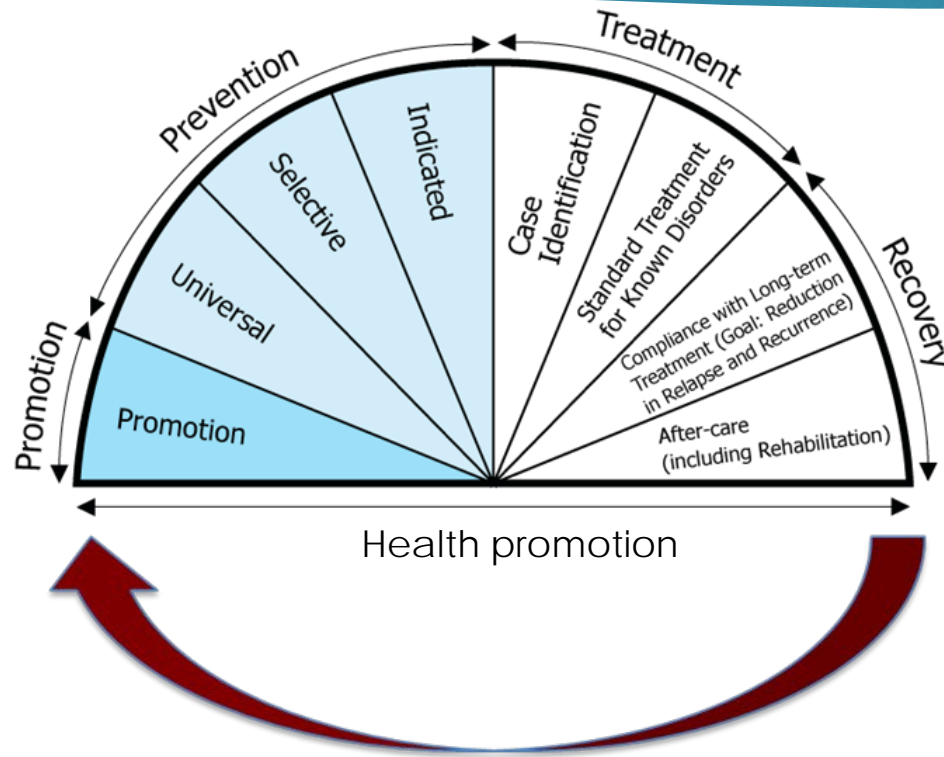 Promotion
Prevention
Treatment
Recovery
Promotion
Universal
Selective
Indicated
Case
Identification
Standard Treatment
for Known Disorders
Compliance with Long-term
Treatment (Goal: Reduction
in Relapse and Recurrence)
After-care
(including Rehabilitation)
Health promotion